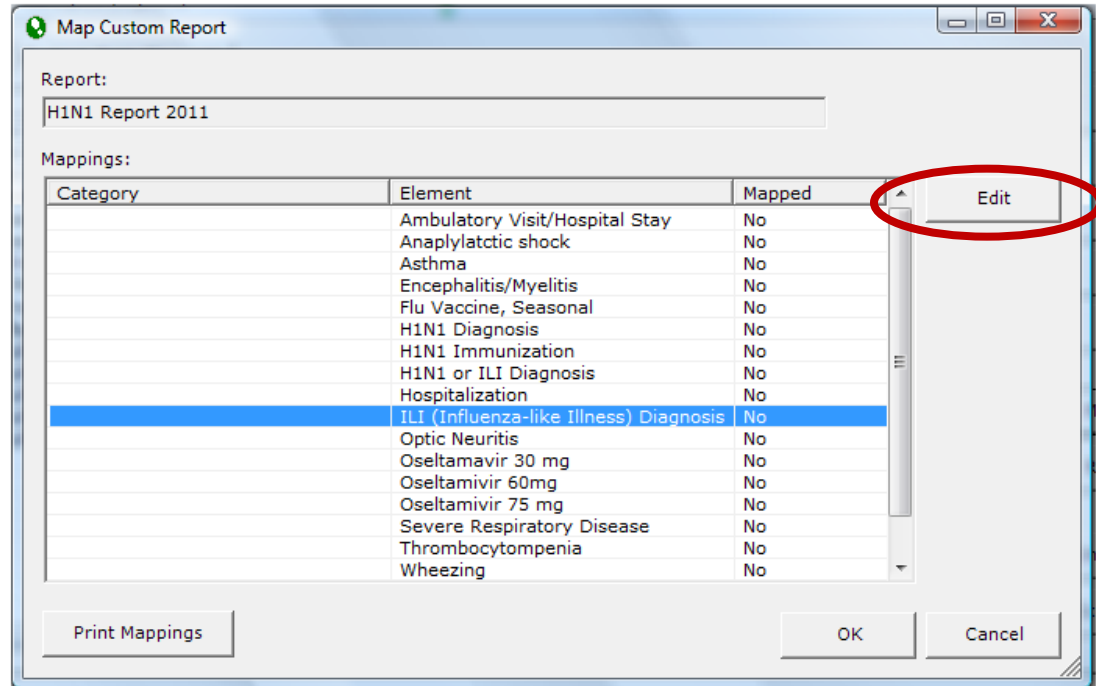 Map Custom Report
Report:
H1N1 Report 2011
Mappings:
Category Element Mapped
Edit
Ambulatory Visit/Hospital Stay No
Anaplylatctic shock No
Asthma No
Encephalitis/Myelitis No
Flu Vaccine, Seasonal No
H1N1 Diagnosis No
H1N1 Immunization No
H1N1 or ILI Diagnosis No
Hospitalization No
ILI (Influenza-like Illness) Diagnosis No
Optic Neuritis No
Oseltamavir 30 mg No
Oseltamivir 60mg No
Oseltamivir 75 mg No
Severe Respiratory Disease No
Thrombocytompenia No
Wheezing No
Print Mappings OK Cancel